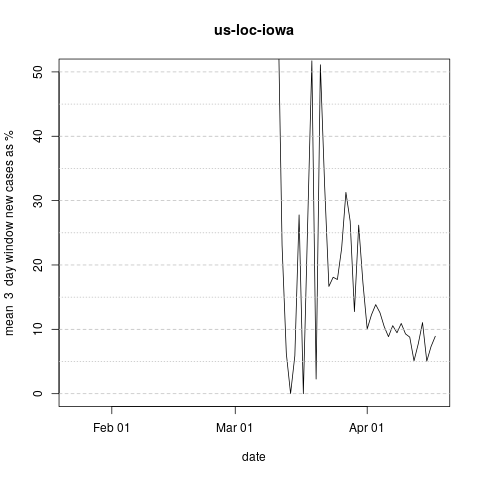 us-loc-iowa
mean 3 day window new cases as %
50
40
30
20
10
0
Feb 01
Mar 01
Apr 01
date